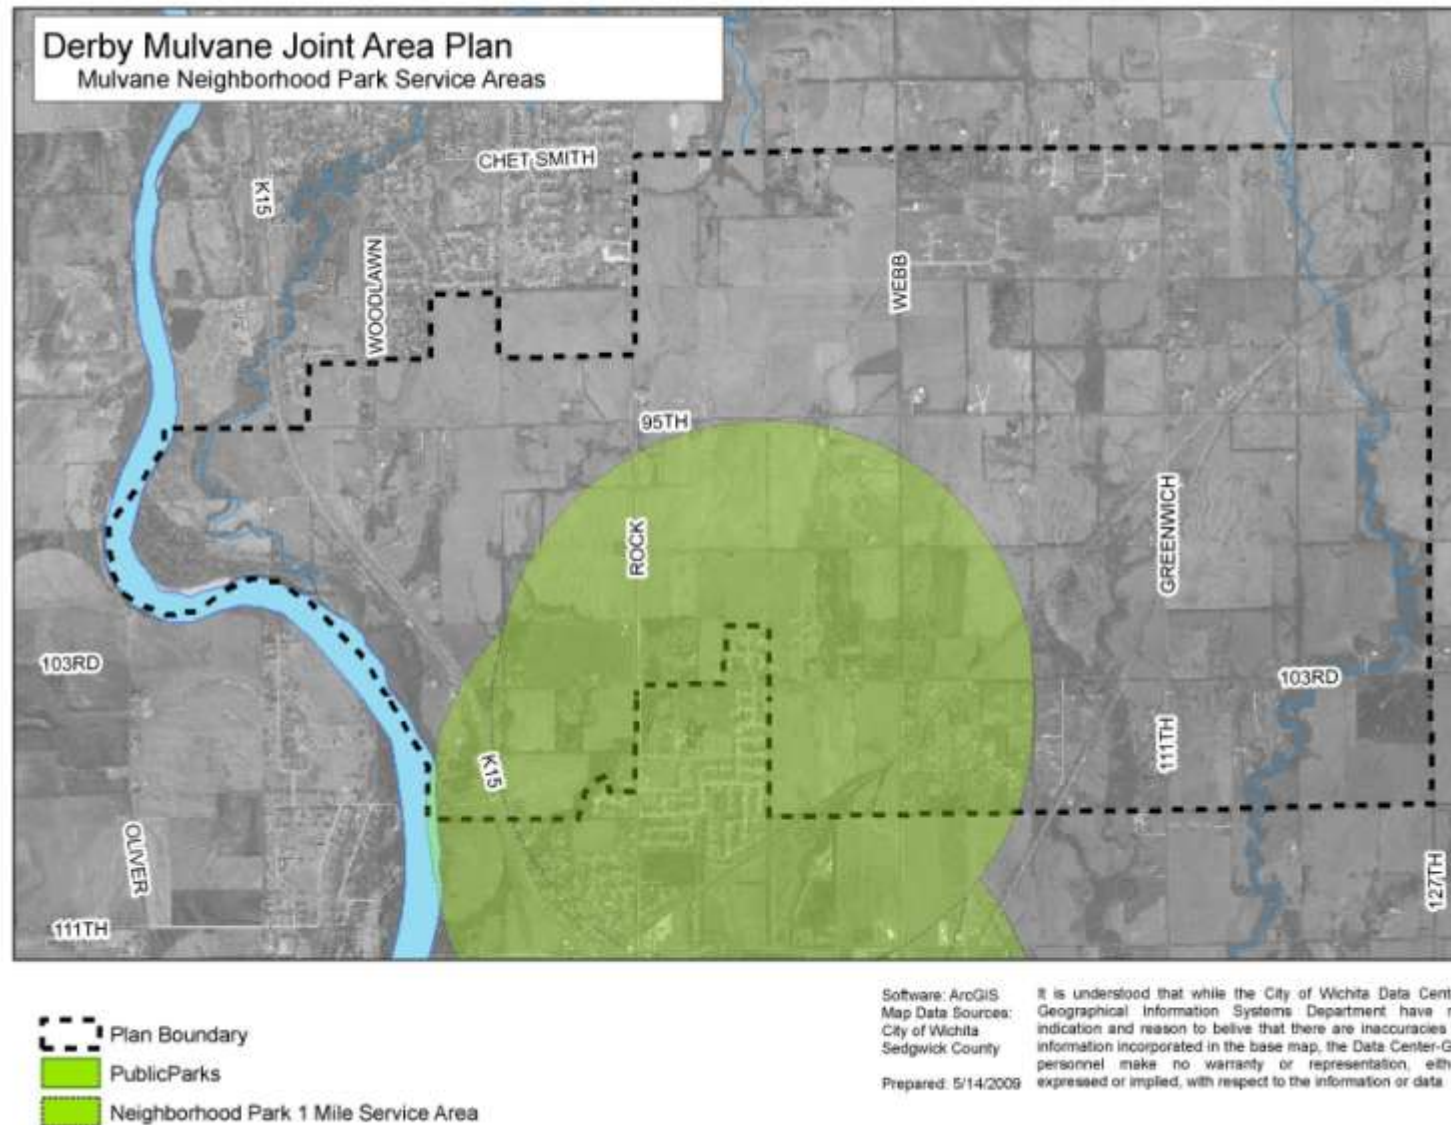 Derby Mulvane Joint Area Plan
Mulvane Neighborhood Park Service Areas
CHET SMITH
K15
WOODLAWN
WEBB
95TH
ROCK
GREENWICH
103RD
103RD
K15
111TH
OLIVER
127TH
111TH
Plan Boundary
PublicParks
Neighborhood Park 1 Mile Service Area
Software: ArcGIS
Map Data Sources:
City of Wichita
Sedgwick County
Prepared: 5/14/2009
It is understood that while the City of Wichita Data Cent
Geographical Information Systems Department have
indication and reason to belive that there are inaccuracies
information incorporated in the base map, the Data Center-G
personnel make no warranty or representation, eith
expressed or implied, with respect to the information or data